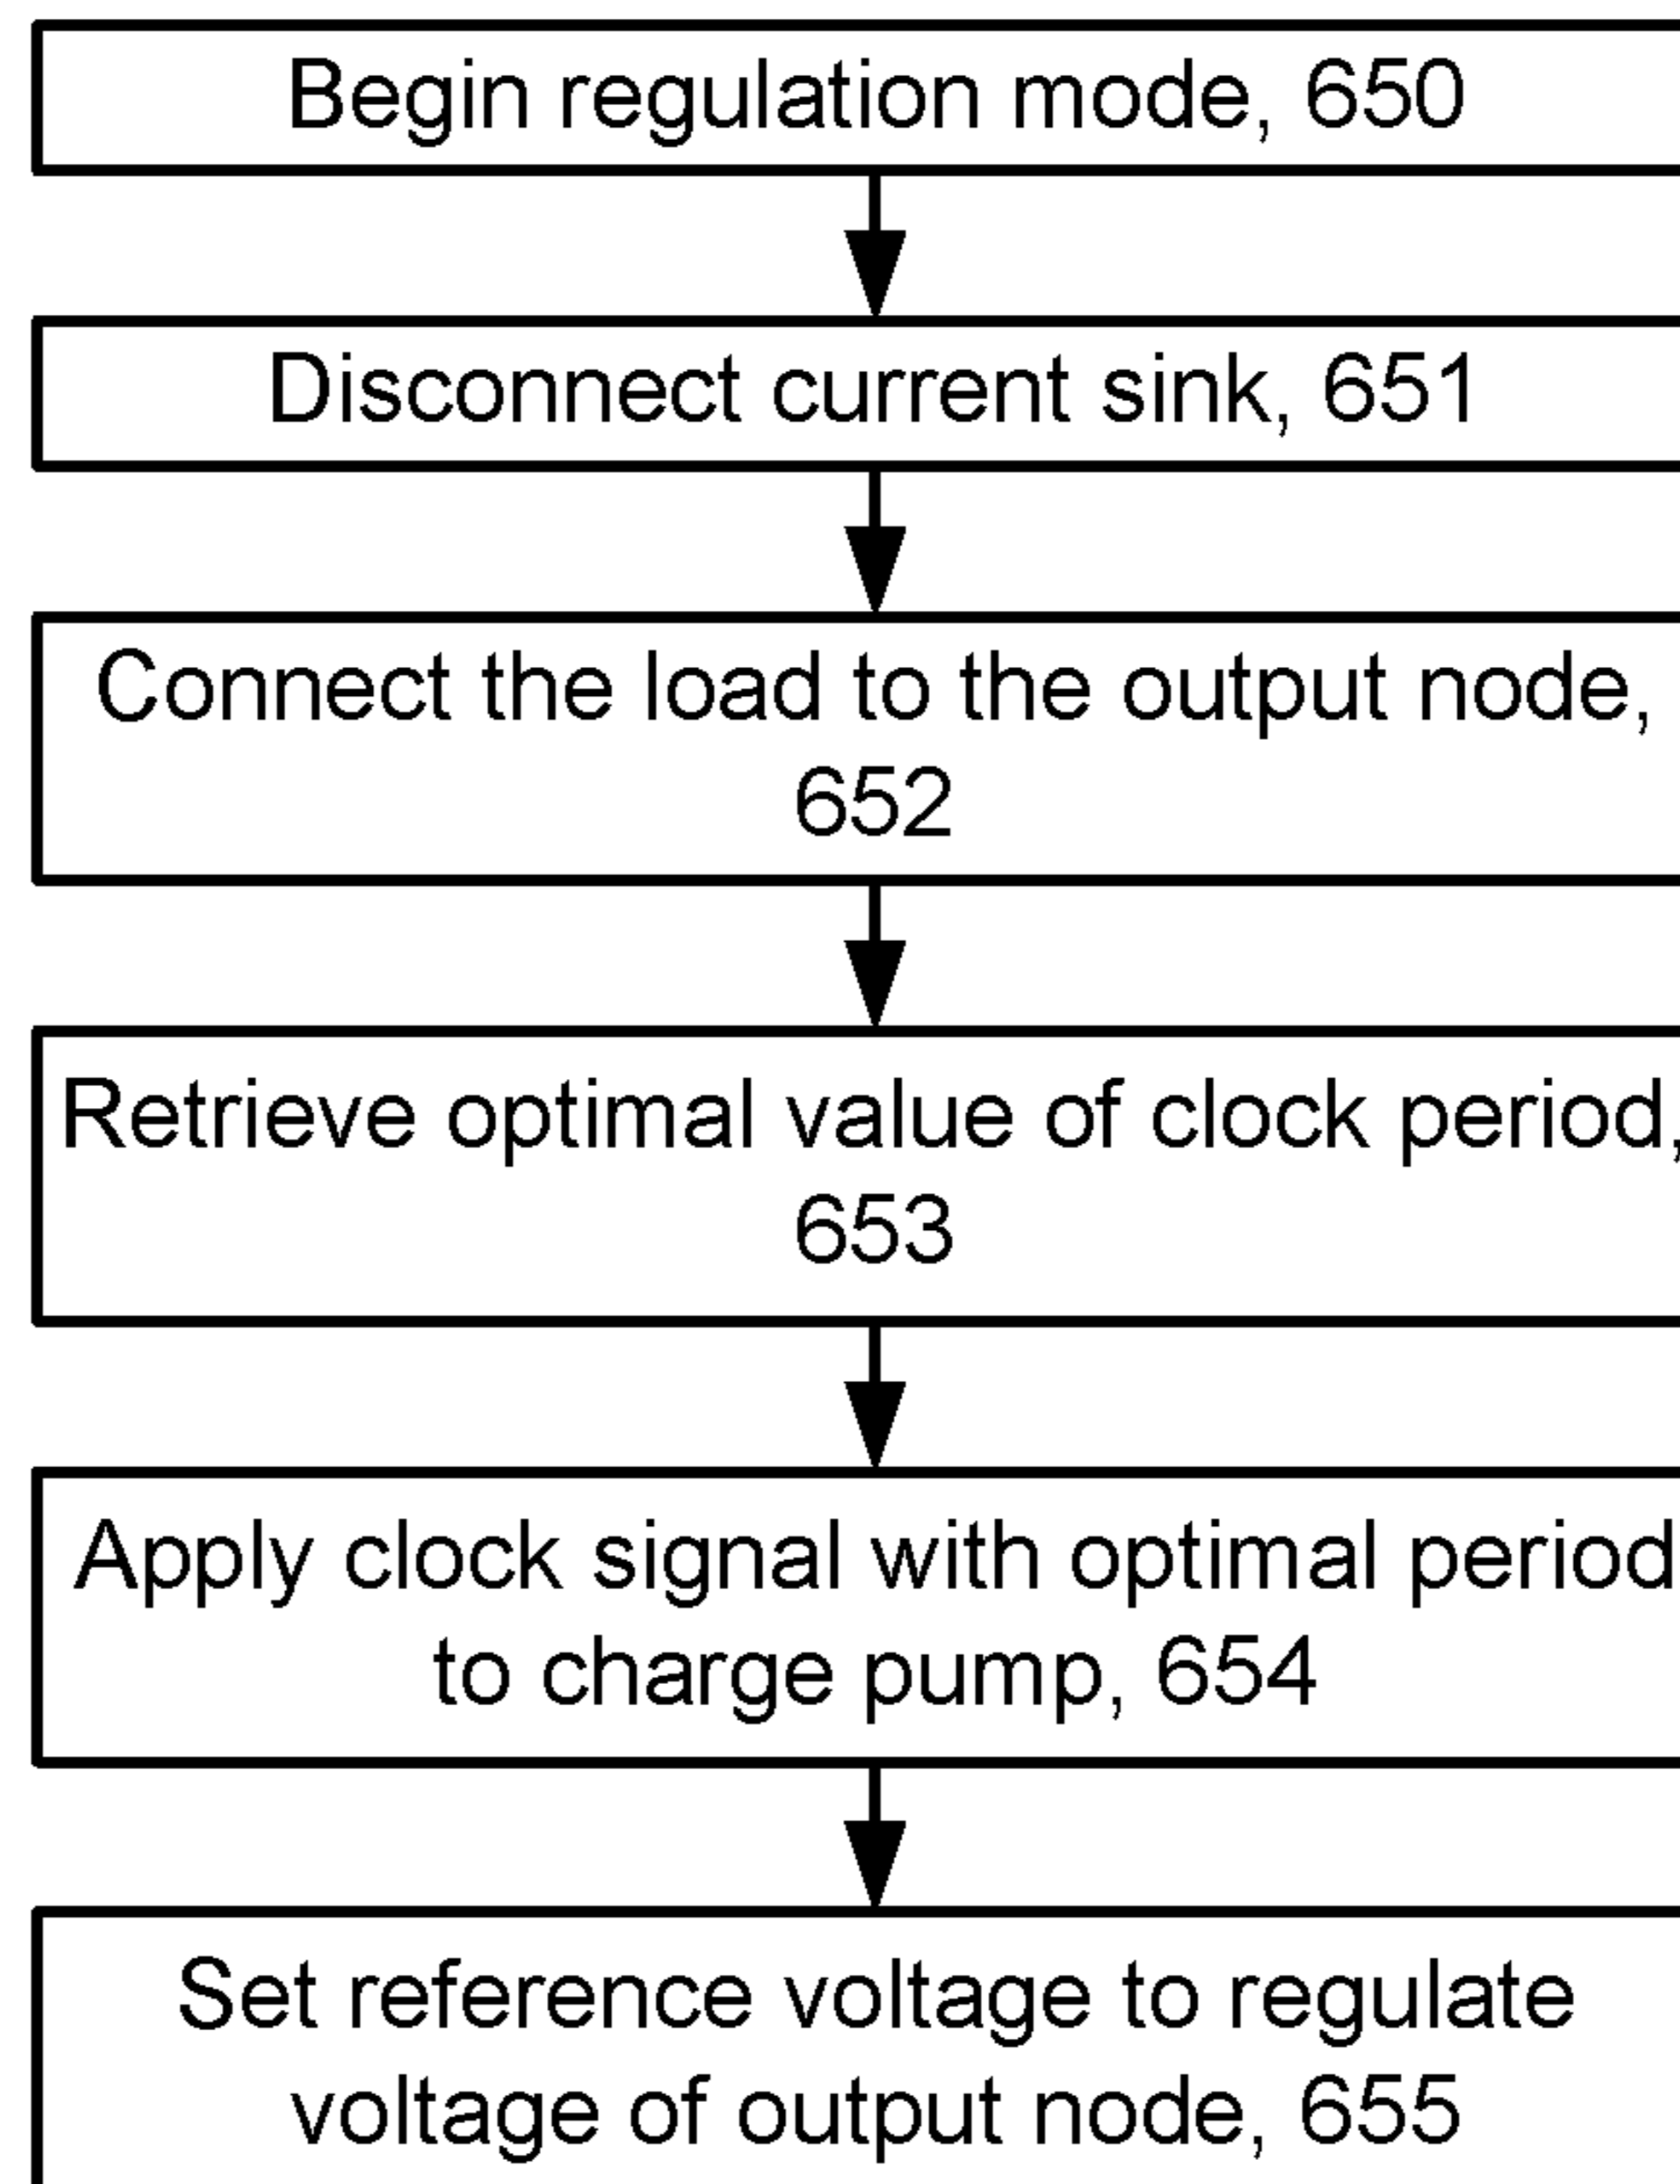 Begin regulation mode, 650
Disconnect current sink, 651
Connect the load to the output node,
652
Retrieve optimal value of clock period,
653
Apply clock signal with optimal period
to charge pump, 654
Set reference voltage to regulate
voltage of output node, 655